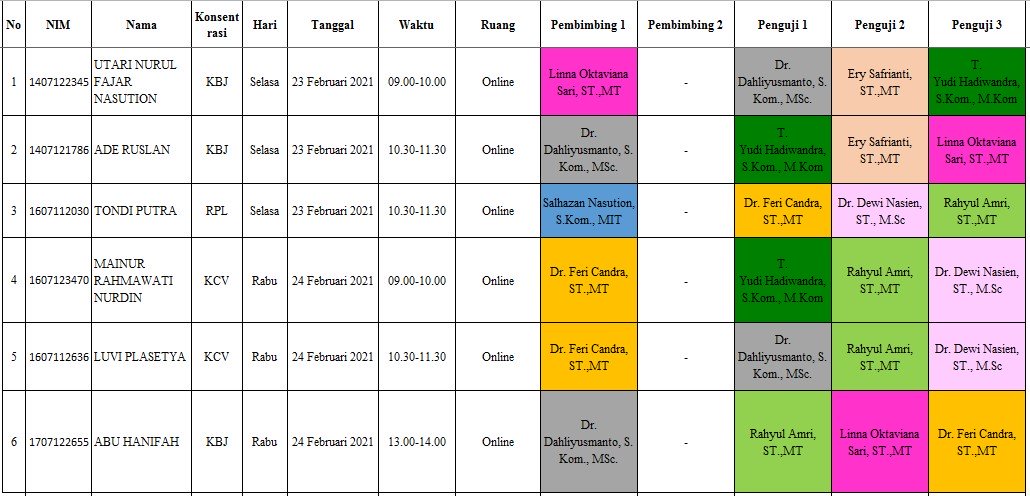 No NIM Nama Konsent Hari Tanggal Waktu Ruang Pembimbing 1 Pembimbing 2 Penguji 1 Penguji 2 Penguji 3
rasi
1 1407122345 UTARI NURUL KBJ Selasa 23 Februari 2021 09.00-10.00 Online Linna Oktaviana - Dr. Ery Safrianti, T.
FAJAR Sari, ST.,MT Dahliyusmanto, S. ST.,MT Yudi Hadiwandra,
NASUTION Kom., MSc. S.Kom., M.Kom
2 1407121786 ADE RUSLAN KBJ Selasa 23 Februari 2021 10.30-11.30 Online Dr. - T. Ery Safrianti, Linna Oktaviana
Dahliyusmanto, S. Yudi Hadiwandra, ST.,MT Sari, ST.,MT
Kom., MSc. S.Kom., M.Kom
3 1607112030 TONDI PUTRA RPL Selasa 23 Februari 2021 10.30-11.30 Online Salhazan Nasution, - Dr. Feri Candra, Dr. Dewi Nasien, Rahyul Amri,
S.Kom., MIT ST.,MT ST., M.Sc ST.,MT
4 1607123470 MAINUR KCV Rabu 24 Februari 2021 09.00-10.00 Online Dr. Feri Candra, - T Rahyul Amri, Dr. Dewi Nasien,
RAHMAWATI ST.,MT Yudi Hadiwandra, ST.,MT ST., M.Sc
NURDIN S.Kom., M.Kom
5 1607112636 LUVI PLASETYA KCV Rabu 24 Februari 2021 10.30-11.30 Online Dr. Feri Candra, - Dr. Rahyul Amri, Dr. Dewi Nasien,
ST.,MT Dahliyusmanto, S. ST.,MT ST., M.Sc
Kom., MSc.
6 1707122655 ABU HANIFAH KBJ Rabu 24 Februari 2021 13.00-14.00 Online Dr. - Rahyul Amri, Linna Oktaviana Dr. Feri Candra,
Dahliyusmanto, S. ST.,MT Sari, ST.,MT ST.,MT
Kom., MSc.